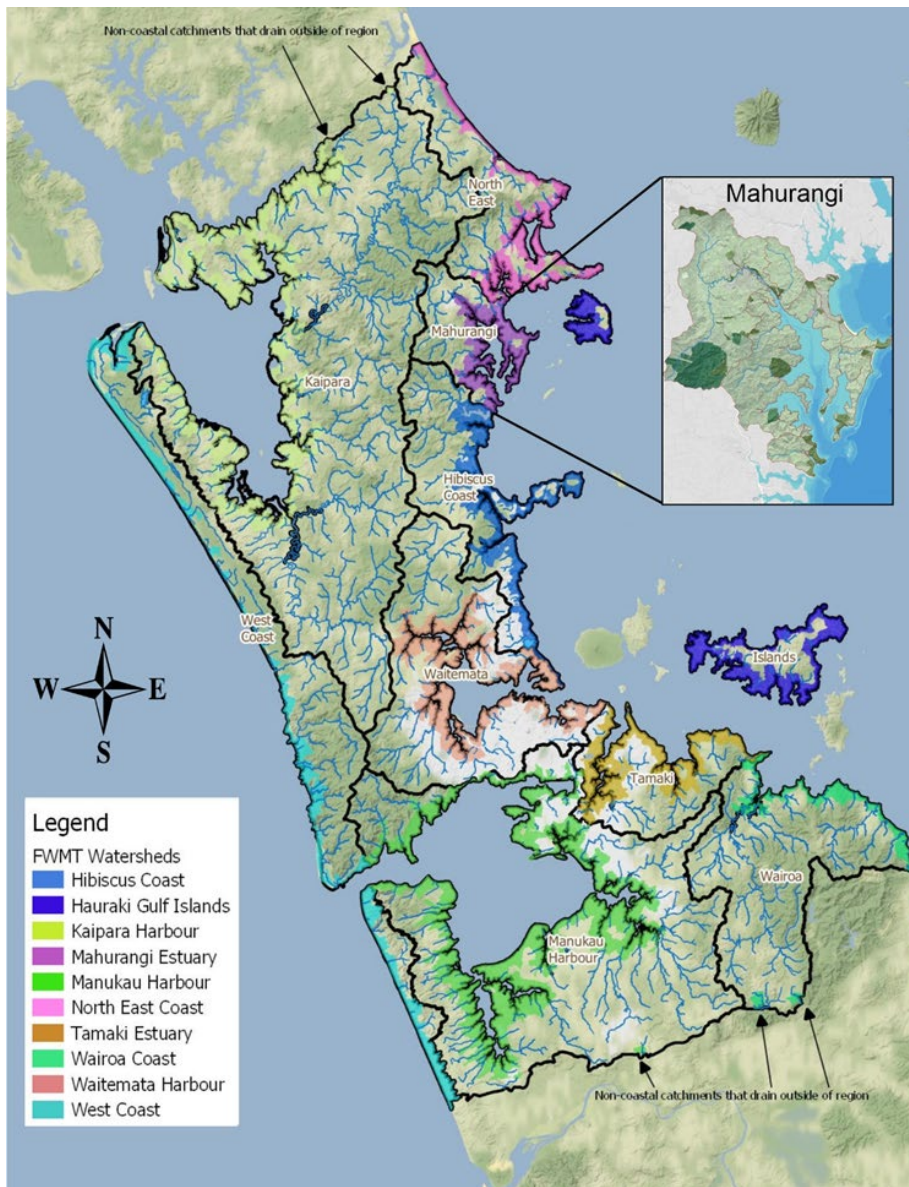 Non-coastal catchments that drain outside of region
North
East
Mahurangi
Mahurangi
Kaipara
Hibiscus
Coast
West
Coast
Islands
Waitemata
N
W E
S
Tamaki
Wairoa
Manukau
Harbour
Legend
FWMT Watersheds
Hibiscus Coast
Hauraki Gulf Islands
Kaipara Harbour
Mahurangi Estuary
Manukau Harbour
North East Coast
Tamaki Estuary
Wairoa Coast
Waitemata Harbour
West Coast
Non-coastal catchments that drain outside of region